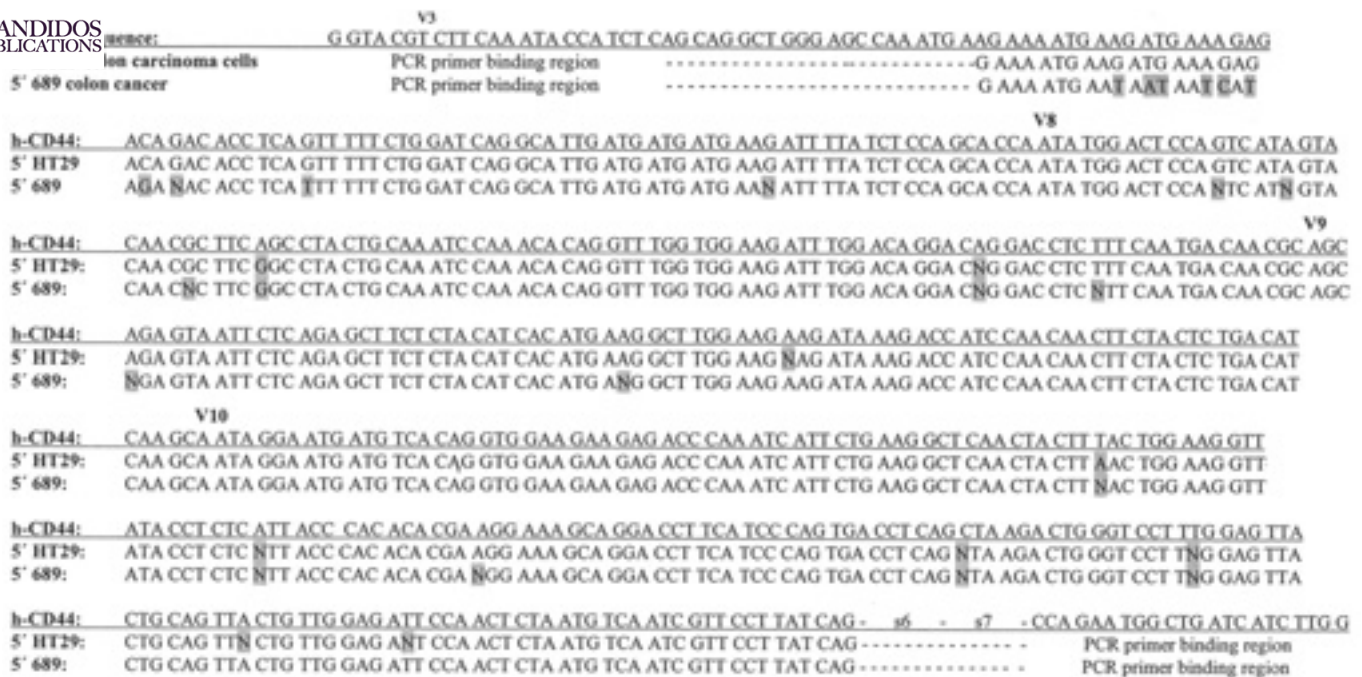 V3
ANDIDOS
BLICATIONS
uence: G GTA CGT CTT CAA ATA CCA TCT CAG CAG GCT GGG AGC CAA ATG AAG AAA ATG AAG ATG AAA GAG
lon carcinoma cells PCR primer binding region - - - - - - - - - - - - - - - - - - - - - - - - - - G AAA ATG AAG ATG AAA GAG
5´ 689 colon cancer PCR primer binding region - - - - - - - - - - - - - - - - - - - - - - - - - - G AAA ATG AAT AAT AAT CAT
V8
h-CD44: ACA GAC ACC TCA GTT TTT CTG GAT CAG GCA TTG ATG ATG ATG AAG ATT TTA TCT CCA GCA CCA ATA TGG ACT CCA GTC ATA GTA
5´ HT29 ACA GAC ACC TCA GTT TTT CTG GAT CAG GCA TTG ATG ATG ATG AAG ATT TTA TCT CCA GCA CCA ATA TGG ACT CCA GTC ATA GTA
5´ 689 AGA NAC ACC TCA TTT TTT CTG GAT CAG GCA TTG ATG ATG ATG AAN ATT TTA TCT CCA GCA CCA ATA TGG ACT CCA NTC ATN GTA
V9
h-CD44: CAA CGC TTC AGC CTA CTG CAA ATC CAA ACA CAG GTT TGG TGG AAG ATT TGG ACA GGA CAG GAC CTC TTT CAA TGA CAA CGC AGC
5´ HT29: CAA CGC TTC GGC CTA CTG CAA ATC CAA ACA CAG GTT TGG TGG AAG ATT TGG ACA GGA CNG GAC CTC TTT CAA TGA CAA CGC AGC
5´ 689: CAA CNC TTC GGC CTA CTG CAA ATC CAA ACA CAG GTT TGG TGG AAG ATT TGG ACA GGA CNG GAC CTC NTT CAA TGA CAA CGC AGC
h-CD44: AGA GTA ATT CTC AGA GCT TCT CTA CAT CAC ATG AAG GCT TGG AAG AAG ATA AAG ACC ATC CAA CAA CTT CTA CTC TGA CAT
5´ HT29: AGA GTA ATT CTC AGA GCT TCT CTA CAT CAC ATG AAG GCT TGG AAG NAG ATA AAG ACC ATC CAA CAA CTT CTA CTC TGA CAT
5´ 689: NGA GTA ATT CTC AGA GCT TCT CTA CAT CAC ATG ANG GCT TGG AAG AAG ATA AAG ACC ATC CAA CAA CTT CTA CTC TGA CAT
V10
h-CD44: CAA GCA ATA GGA ATG ATG TCA CAG GTG GAA GAA GAG ACC CAA ATC ATT CTG AAG GCT CAA CTA CTT TAC TGG AAG GTT
5´ HT29: CAA GCA ATA GGA ATG ATG TCA CAG GTG GAA GAA GAG ACC CAA ATC ATT CTG AAG GCT CAA CTA CTT AAC TGG AAG GTT
5´ 689: CAA GCA ATA GGA ATG ATG TCA CAG GTG GAA GAA GAG ACC CAA ATC ATT CTG AAG GCT CAA CTA CTT NAC TGG AAG GTT
h-CD44: ATA CCT CTC ATT ACC CAC ACA CGA AGG AAA GCA GGA CCT TCA TCC CAG TGA CCT CAG CTA AGA CTG GGT CCT TTG GAG TTA
5´ HT29: ATA CCT CTC NTT ACC CAC ACA CGA AGG AAA GCA GGA CCT TCA TCC CAG TGA CCT CAG NTA AGA CTG GGT CCT TNG GAG TTA
5´ 689: ATA CCT CTC NTT ACC CAC ACA CGA NGG AAA GCA GGA CCT TCA TCC CAG TGA CCT CAG NTA AGA CTG GGT CCT TNG GAG TTA
h-CD44: CTG CAG TTA CTG TTG GAG ATT CCA ACT CTA ATG TCA ATC GTT CCT TAT CAG - s6 - s7 - CCA GAA TGG CTG ATC ATC TTG G
5´ HT29: CTG CAG TTN CTG TTG GAG ANT CCA ACT CTA ATG TCA ATC GTT CCT TAT CAG - - - - - - - - - - - - - - PCR primer binding region
5´ 689: CTG CAG TTA CTG TTG GAG ATT CCA ACT CTA ATG TCA ATC GTT CCT TAT CAG - - - - - - - - - - - - - - PCR primer binding region